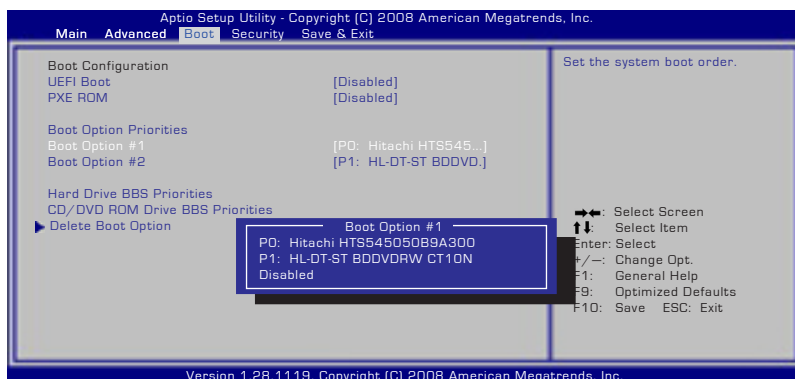 Aptio Setup Utility - Copyright (C) 2008 American Megatrends, Inc.
Main Advanced Boot Security Save & Exit
Boot Configuration
UEFI Boot [Disabled]
PXE ROM [Disabled]
Boot Option Priorities
Boot Option #1 [P0: Hitachi HTS545...]
Boot Option #2 [P1: HL-DT-ST BDDVD.]
Hard Drive BBS Priorities
CD/DVD ROM Drive BBS Priorities
Delete Boot Option
Boot Option #1
P0: Hitachi HTS545050B9A300
P1: HL-DT-ST BDDVDRW CT10N
Disabled
Set the system boot order.
→←: Select Screen
↑↓: Select Item
Enter: Select
+/—: Change Opt.
F1: General Help
F9: Optimized Defaults
F10: Save ESC: Exit
Version 1.28.1119. Copyright (C) 2008 American Megatrends, Inc.